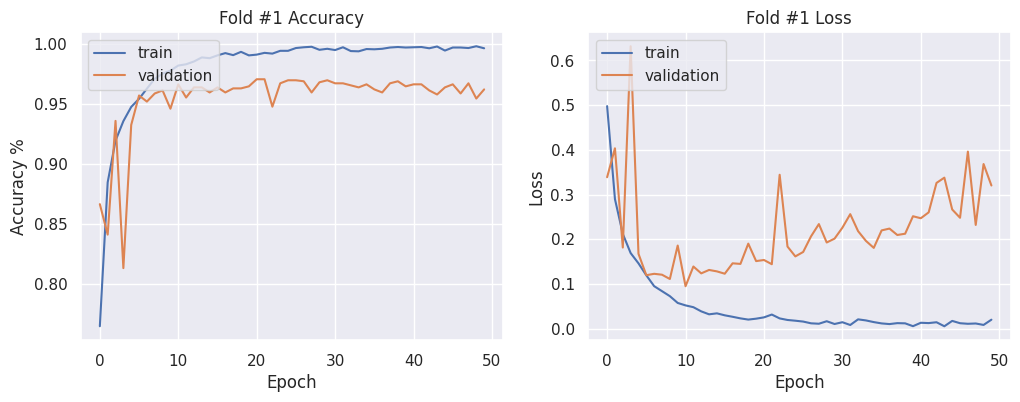 Fold #1 Accuracy
train
validation
1.00
0.95
0.90
0.85
0.80
Accuracy %
0
10
20
30
40
50
Epoch
Fold #1 Loss
train
validation
0.6
0.5
0.4
0.3
0.2
0.1
0.0
Loss
0
10
20
30
40
50
Epoch